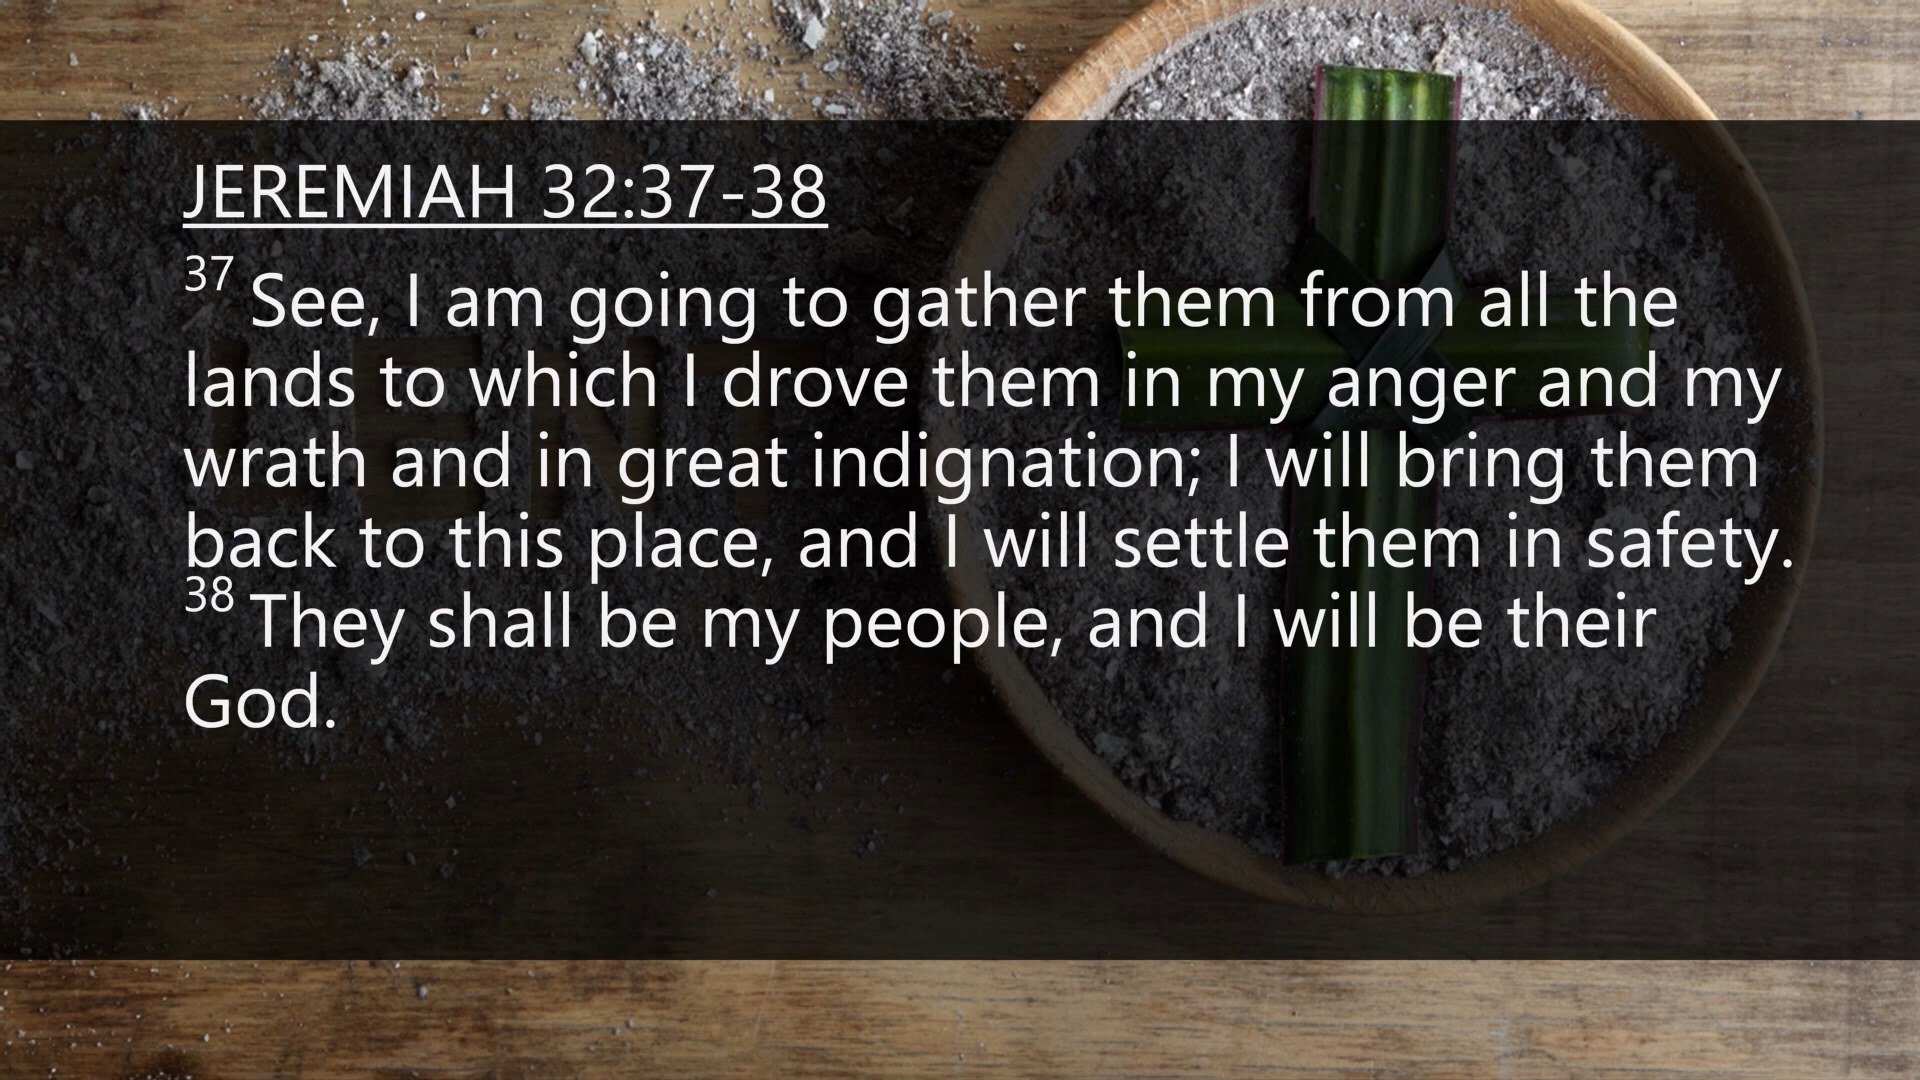 JEREMIAH 32:37-38
37 See, I am going to gather them from all the
lands to which I drove them in my anger and my
wrath and in great indignation; I will bring them
back to this place, and I will settle them in safety.
38 They shall be my people, and I will be their
God.
LENT